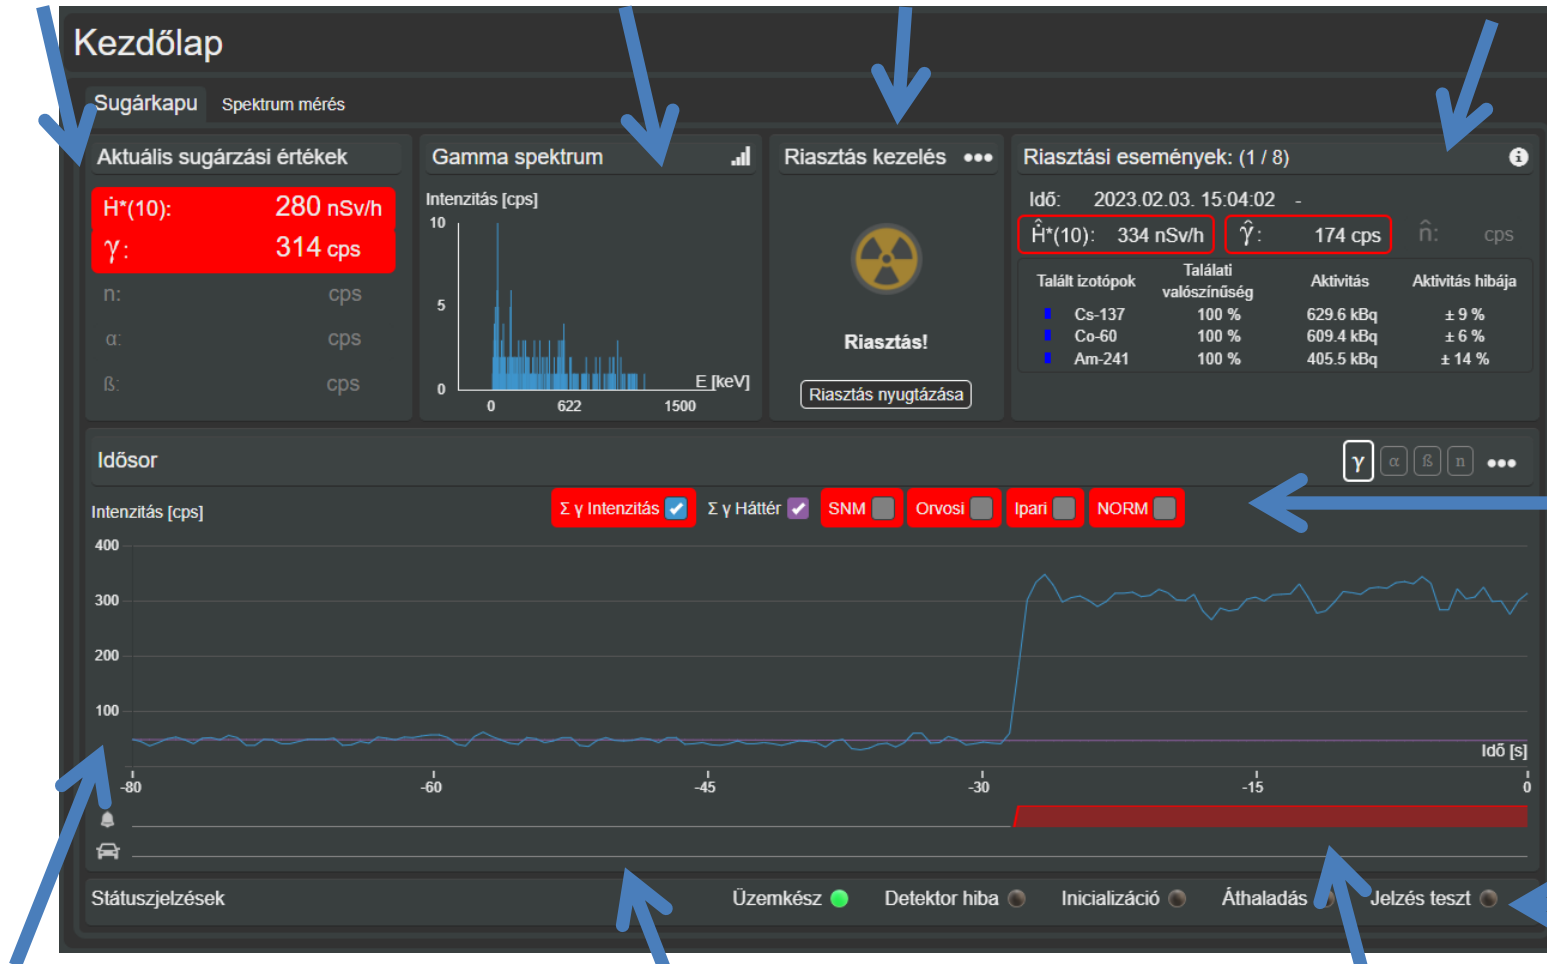 Kezdőlap
Sugárkapu Spektrum mérés
Aktuális sugárzási értékek
Ḣ*(10): 280 nSv/h
γ: 314 cps
n: cps
α: cps
ß: cps
Gamma spektrum
Intenzitás [cps]
10
5
0
E [keV]
0 622 1500
Riasztás kezelés •••
Riasztás!
Riasztás nyugtázása
Riasztási események: (1 / 8)
Idő: 2023.02.03. 15:04:02 -
Ḣ̂*(10): 334 nSv/h γ̂: 174 cps n̂: cps
Talált izotópok Találati valószínűség Aktivitás Aktivitás hibája
Cs-137 100 % 629.6 kBq ± 9 %
Co-60 100 % 609.4 kBq ± 6 %
Am-241 100 % 405.5 kBq ± 14 %
Idősor
γ α ß n •••
Intenzitás [cps]
Σ γ Intenzitás Σ γ Háttér SNM Orvosi Ipari NORM
400
300
200
100
Idő [s]
-80 -60 -45 -30 -15 0
Státuszjelzések Üzemkész Detektor hiba Inicializáció Áthaladás Jelzés teszt